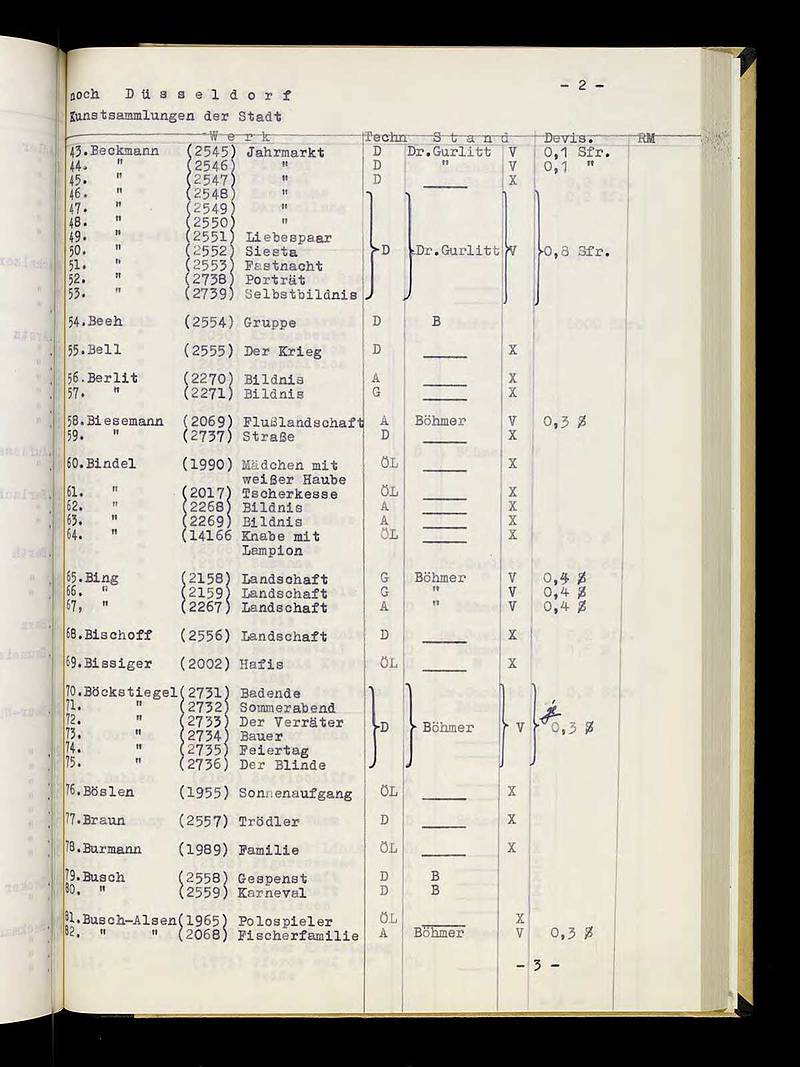 - 2 -
noch D ü s s e l d o r f
Kunstsammlungen der Stadt
W e r k Techn S t a n d Devis. RM
43.Beckmann (2545) Jahrmarkt D Dr.Gurlitt V 0,1 Sfr.
44. " (2546) " D " V 0,1 "
45. " (2547) " D ____ X
46. " (2548) "
47. " (2549) "
48. " (2550) "
49. " (2551) Liebespaar
50. " (2552) Siesta D Dr.Gurlitt V 0,8 Sfr.
51. " (2553) Fastnacht
52. " (2738) Porträt
53. " (2739) Selbstbildnis
54.Beeh (2554) Gruppe D B
55.Bell (2555) Der Krieg D ____ X
56.Berlit (2270) Bildnis A ____ X
57. " (2271) Bildnis G ____ X
58.Biesemann (2069) Flußlandschaft A Böhmer V 0,3 $
59. " (2737) Straße D ____ X
60.Bindel (1990) Mädchen mit ÖL ____ X
weißer Haube
61. " (2017) Tscherkesse ÖL ____ X
62. " (2268) Bildnis A ____ X
63. " (2269) Bildnis A ____ X
64. " (14166 Knabe mit ÖL ____ X
Lampion
65.Bing (2158) Landschaft G Böhmer V 0,4 $
66. " (2159) Landschaft G " V 0,4 $
67, " (2267) Landschaft A " V 0,4 $
68.Bischoff (2556) Landschaft D ____ X
69.Bissiger (2002) Hafis ÖL ____ X
70.Böckstiegel(2731) Badende
71. " (2732) Sommerabend
je
72. " (2733) Der Verräter D Böhmer V 0,3 $
73. " (2734) Bauer
74. " (2735) Feiertag
75. " (2736) Der Blinde
76.Böslen (1955) Sonnenaufgang ÖL ____ X
77.Braun (2557) Trödler D ____ X
78.Burmann (1989) Familie ÖL ____ X
79.Busch (2558) Gespenst D B
80. " (2559) Karneval D B
81.Busch-Alsen(1965) Polospieler ÖL ____ X
82. " " (2068) Fischerfamilie A Böhmer V 0,3 $
- 3 -